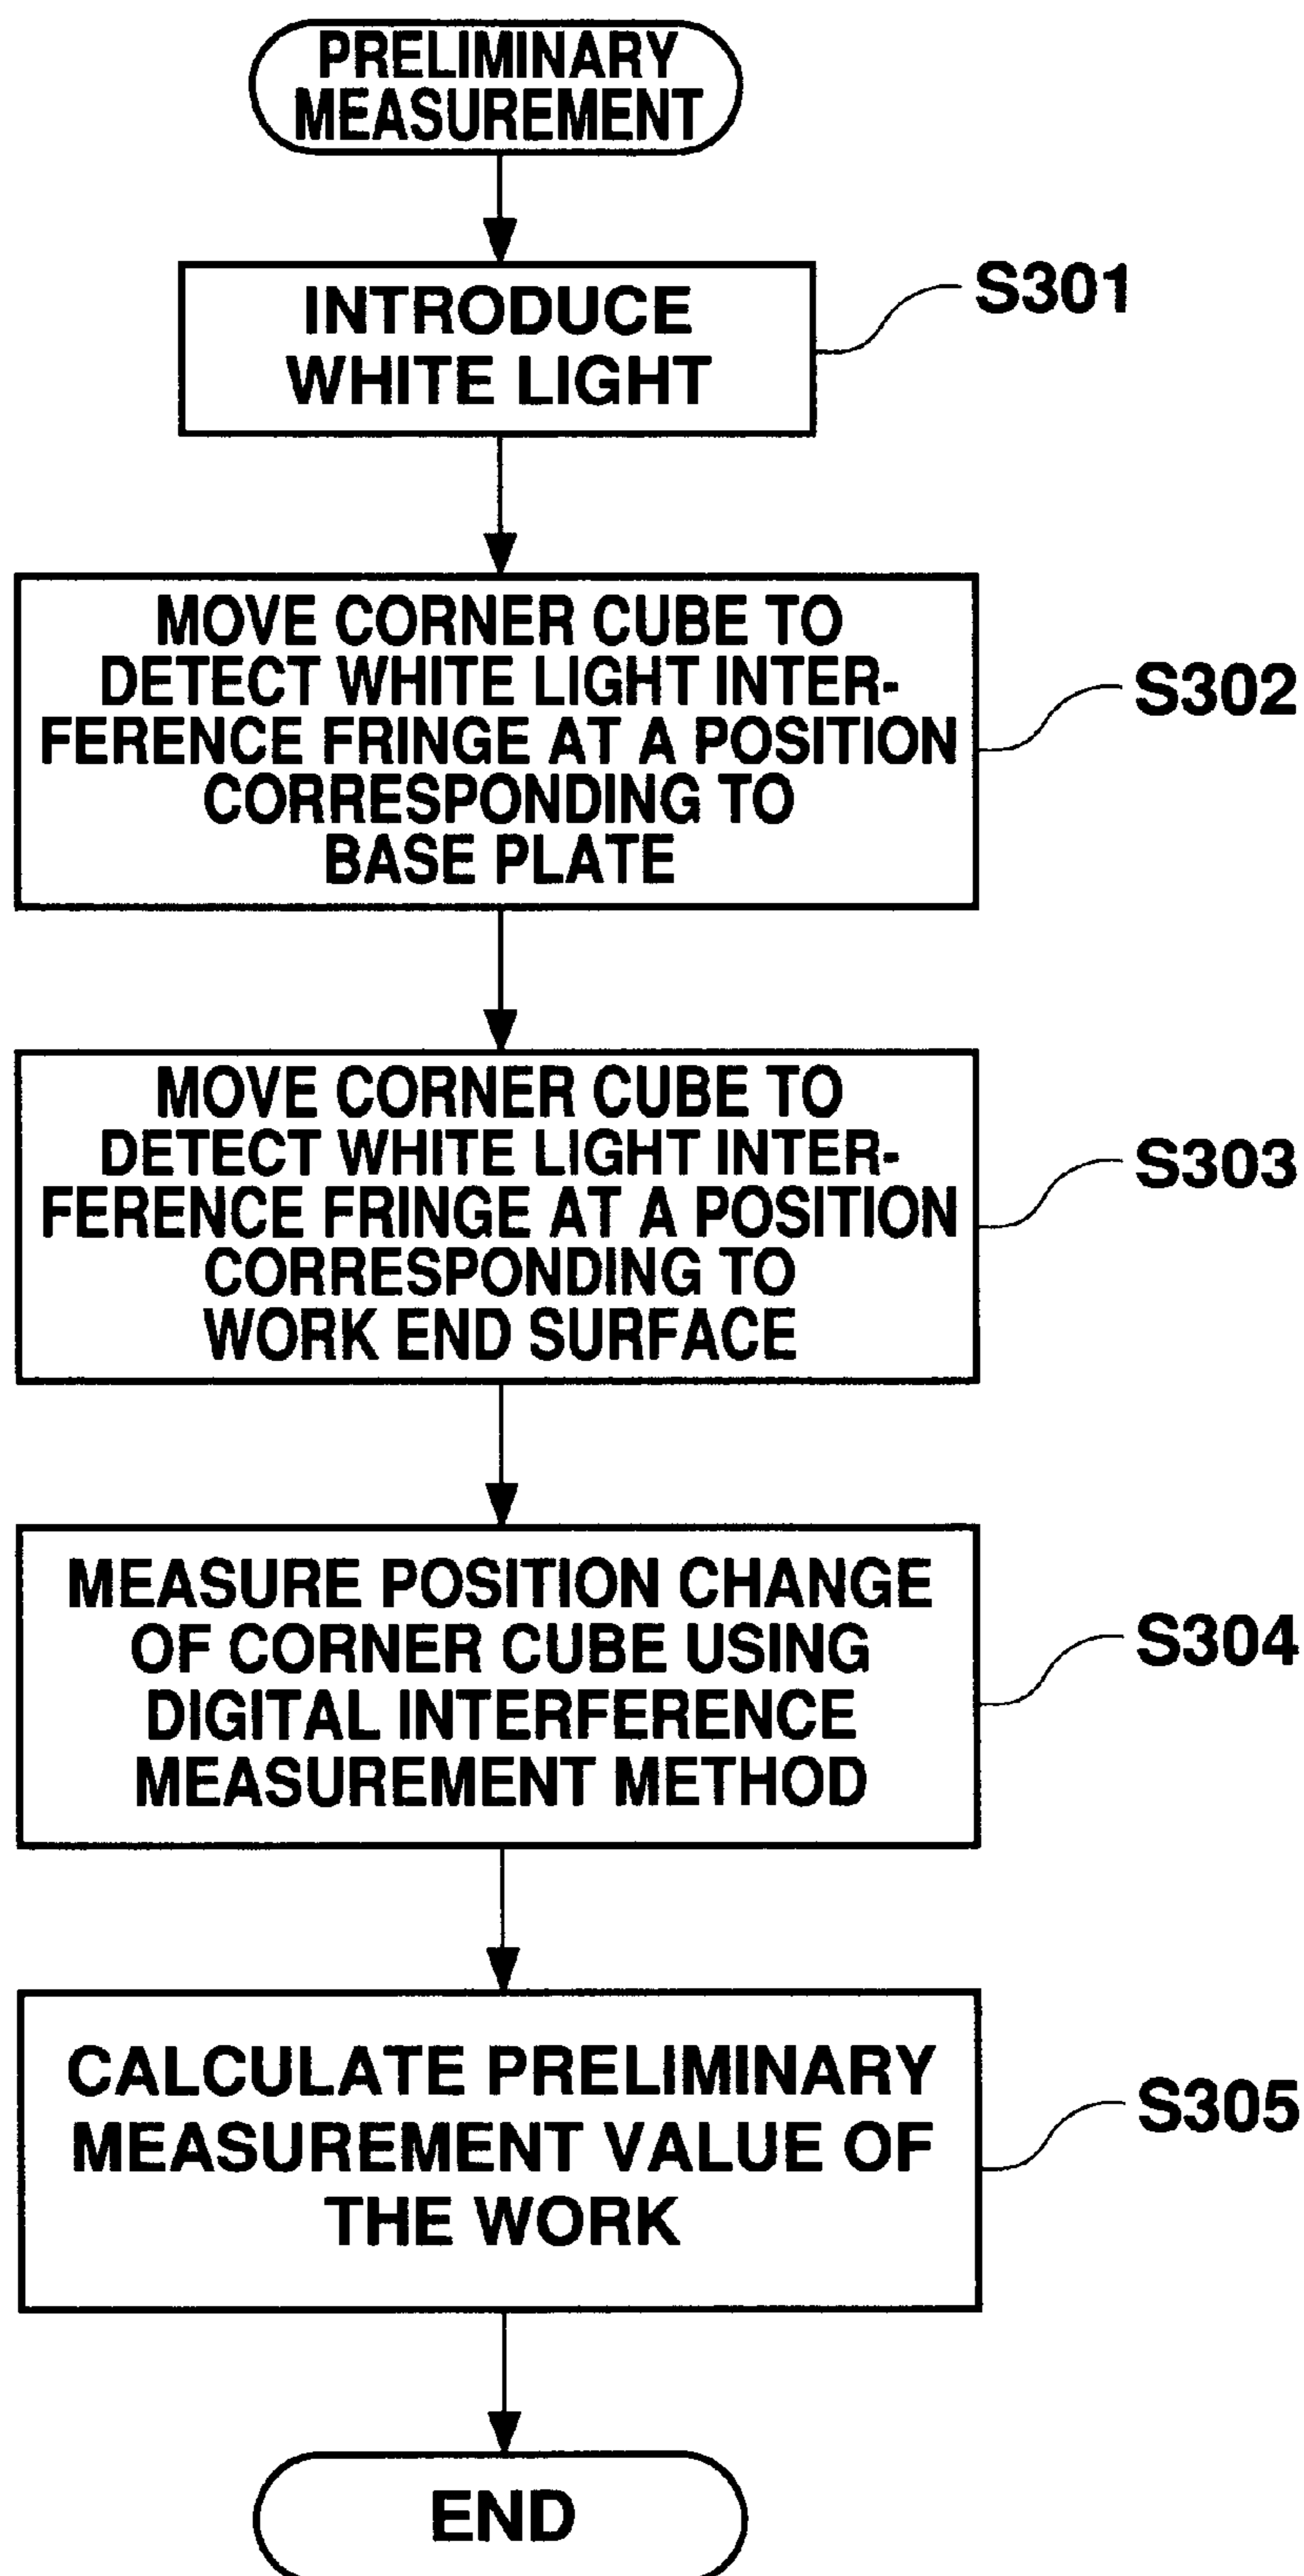 PRELIMINARY
MEASUREMENT
INTRODUCE
WHITE LIGHT
S301
MOVE CORNER CUBE TO
DETECT WHITE LIGHT INTER-
FERENCE FRINGE AT A POSITION
CORRESPONDING TO
BASE PLATE
S302
MOVE CORNER CUBE TO
DETECT WHITE LIGHT INTER-
FERENCE FRINGE AT A POSITION
CORRESPONDING TO
WORK END SURFACE
S303
MEASURE POSITION CHANGE
OF CORNER CUBE USING
DIGITAL INTERFERENCE
MEASUREMENT METHOD
S304
CALCULATE PRELIMINARY
MEASUREMENT VALUE OF
THE WORK
S305
END